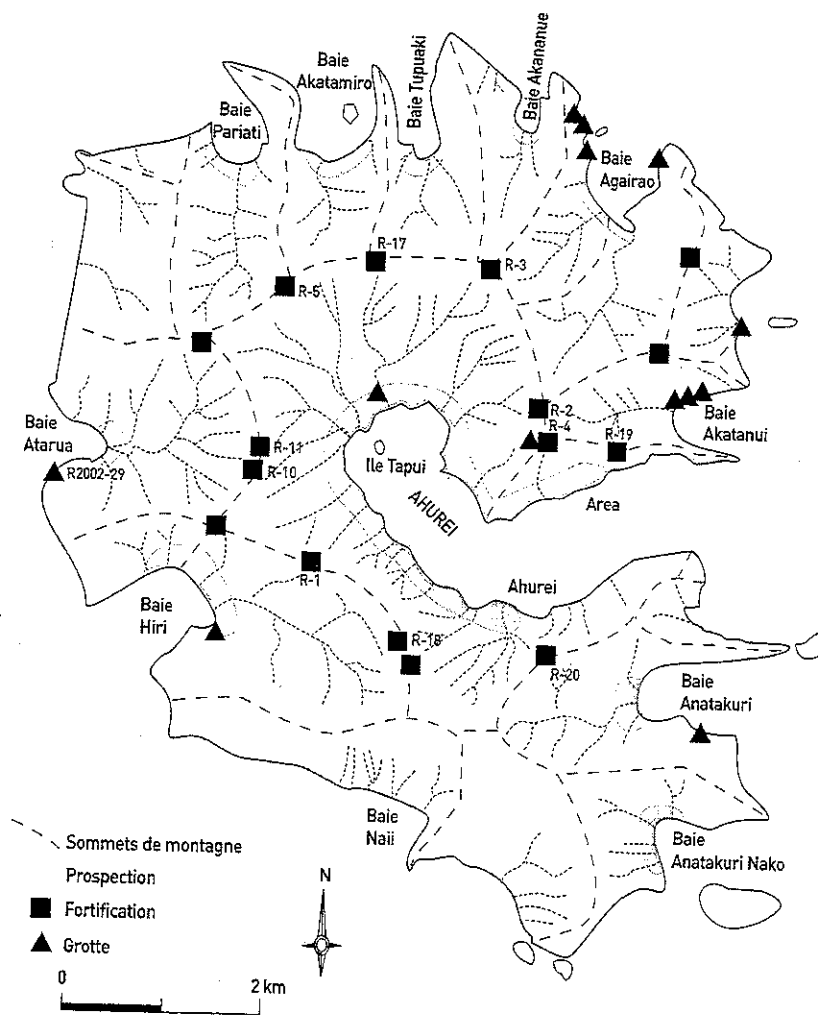 Baie
Akatamiro
Baie Tupuaki
Baie Akananue
Baie
Pariati
Baie
Agairao
R-17
R-3
R-5
R-2
R-4
R-19
Baie
Akatanui
Baie
Atarua
R-11
R-10
R2002-29
Ile Tapui
AHUREI
Area
R-1
Ahurei
Baie
Hiri
R-18
R-20
Baie
Anatakuri
Baie
Naii
Baie
Anatakuri Nako
Sommets de montagne
Prospection
Fortification
Grotte
N
0
2 km